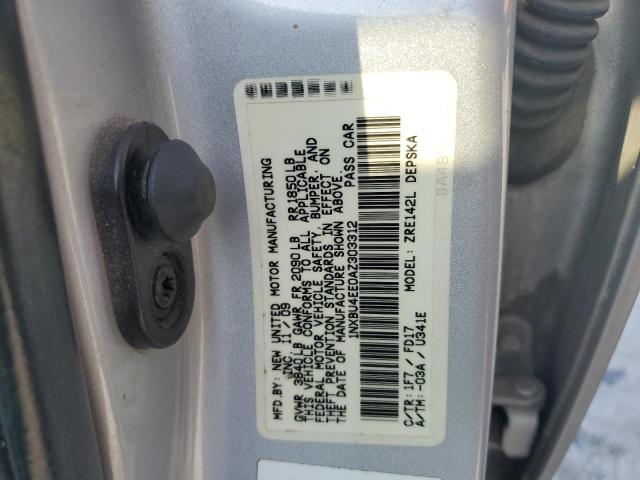 MFD.BY: NEW UNITED MOTOR MANUFACTURING
INC. 11/09
GVWR 3840LB GAWR FR 2090LB RR1850LB
THIS VEHICLE CONFORMS TO ALL APPLICABLE
FEDERAL MOTOR VEHICLE SAFETY, BUMPER, AND
THEFT PREVENTION STANDARDS IN EFFECT ON
THE DATE OF MANUFACTURE SHOWN ABOVE.
1NXBU4EE0AZ303312 PASS CAR
C/TR: 1F7 / FD17 MODEL: ZRE142L DEPSKA
A/TM: -03A / U341E